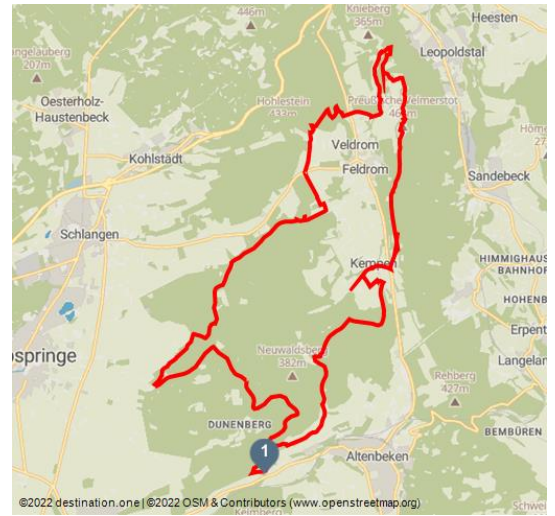 446m
Knieberg
365m
Heesten
Leopoldstal
angelauberg
207m
Oesterholz-
Haustenbeck
Hohlestein
433m
Preußische Velmerstot
Kohlstädt
Veldrom
Feldrom
Sandebeck
Schlangen
Kempen
HIMMIGHAUS
BAHNHOF
HOHENB
Erpent
Langelan
ospringe
Neuwaldsberg
382m
Rehberg
427m
DUNENBERG
BEMBÜREN
1
Altenbeken
Keimberg
Schwei
©2022 destination.one | ©2022 OSM & Contributors (www.openstreetmap.org)